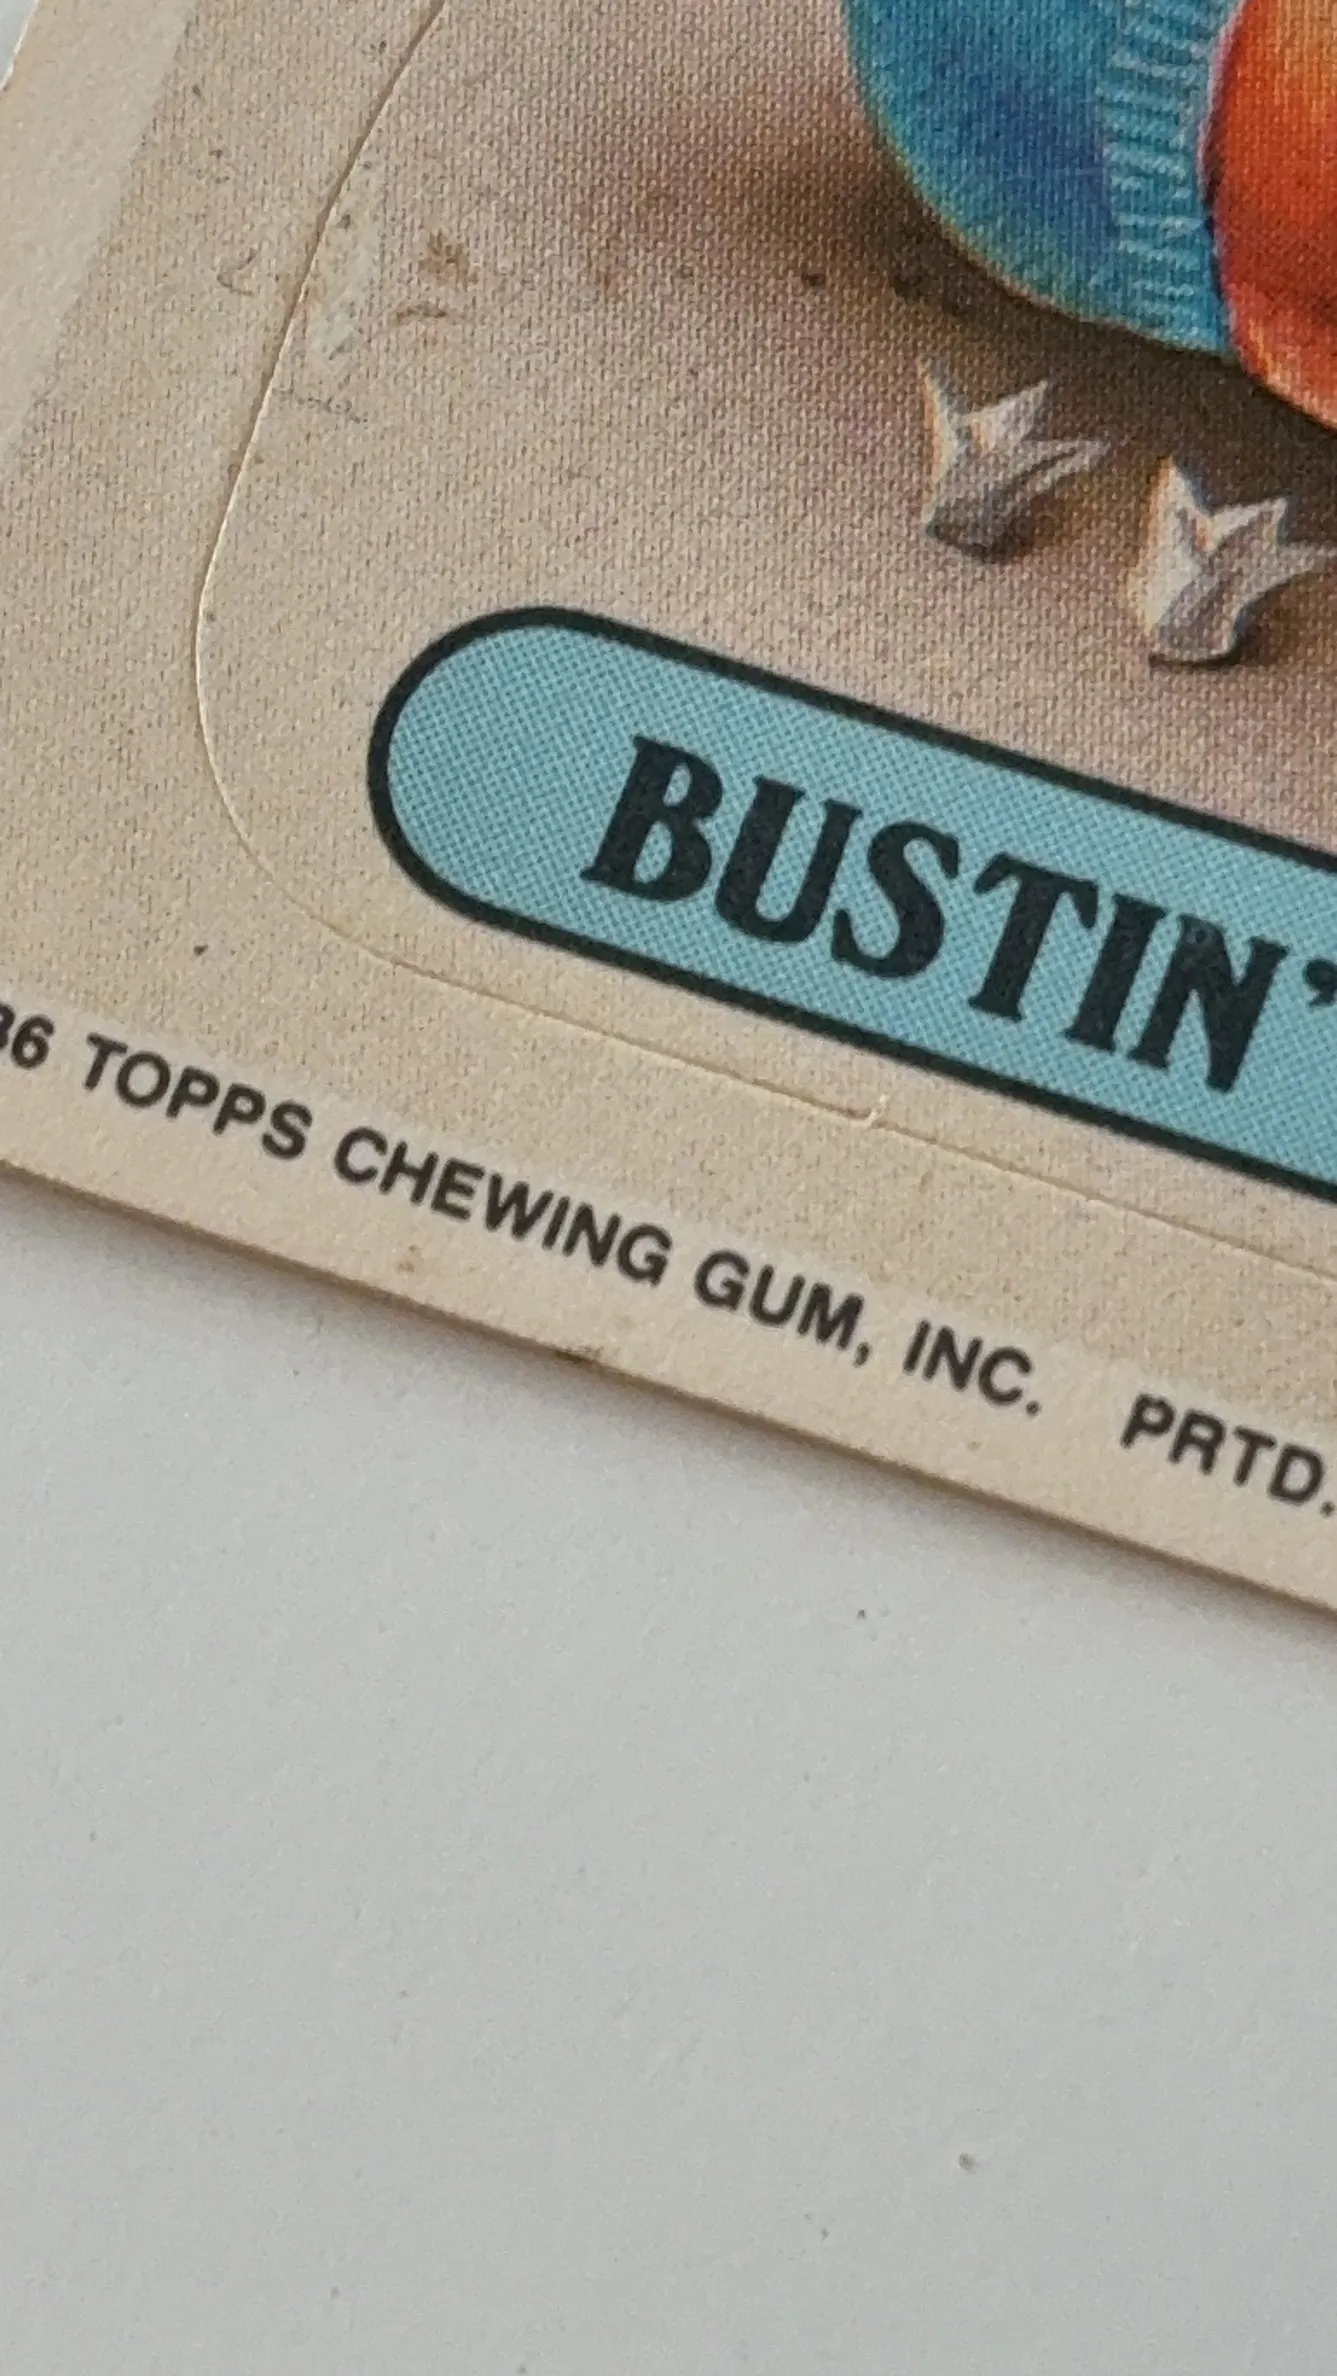 BUSTIN'
86 TOPPS CHEWING GUM, INC. PRTD.